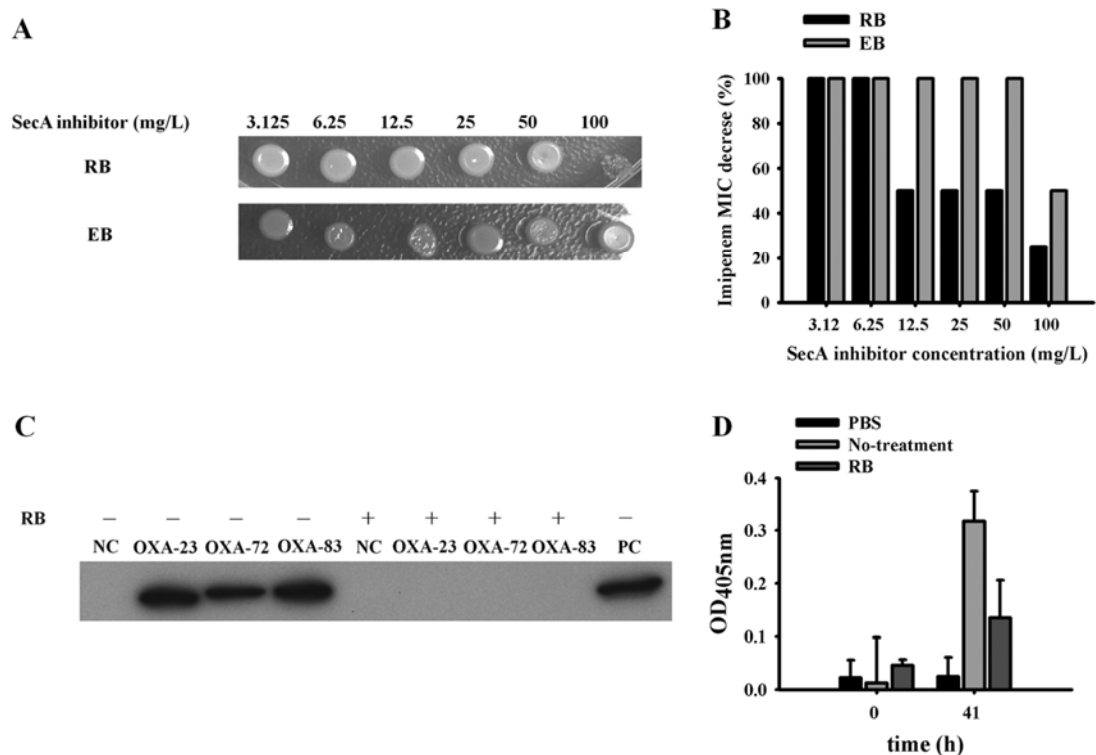 A
SecA inhibitor (mg/L) 3.125 6.25 12.5 25 50 100
RB
EB
B
RB
EB
Imipenem MIC decrese (%)
100
80
60
40
20
0
3.12 6.25 12.5 25 50 100
SecA inhibitor concentration (mg/L)
C
RB − − − − + + + + −
NC OXA-23 OXA-72 OXA-83 NC OXA-23 OXA-72 OXA-83 PC
D
PBS
No-treatment
RB
OD405nm
0.4
0.3
0.2
0.1
0.0
0 41
time (h)